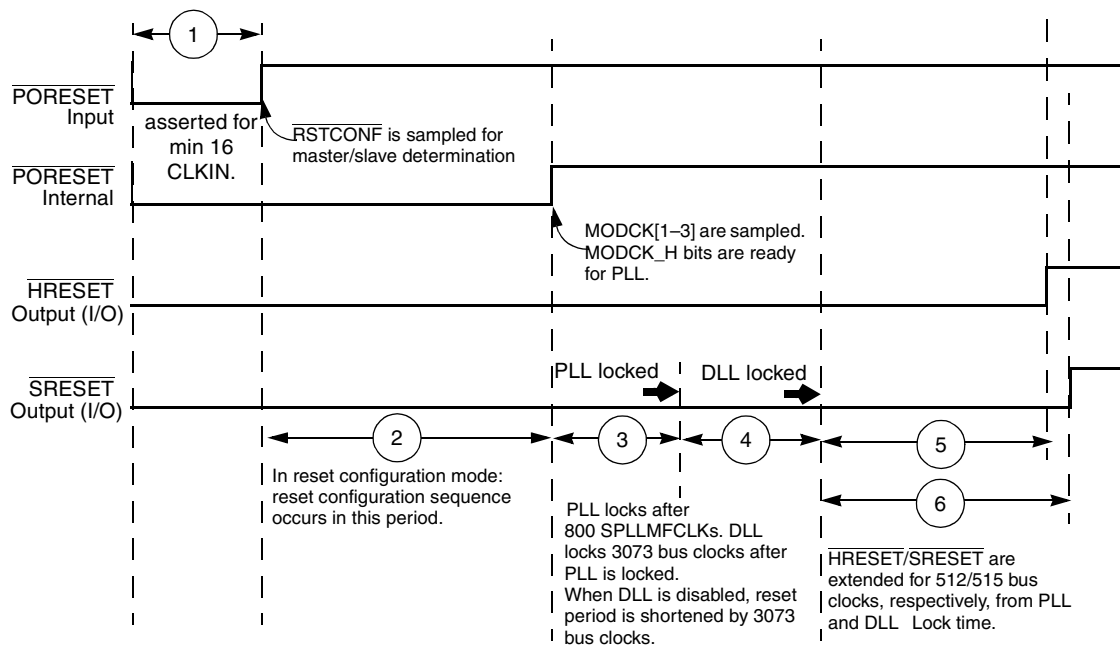 1
PORESET
Input
asserted for
min 16
CLKIN.
RSTCONF is sampled for
master/slave determination
PORESET
Internal
MODCK[1–3] are sampled.
MODCK_H bits are ready
for PLL.
HRESET
Output (I/O)
PLL locked
DLL locked
SRESET
Output (I/O)
2
3
4
5
6
In reset configuration mode:
reset configuration sequence
occurs in this period.
PLL locks after
800 SPLLMFCLKs. DLL
locks 3073 bus clocks after
PLL is locked.
When DLL is disabled, reset
period is shortened by 3073
bus clocks.
HRESET/SRESET are
extended for 512/515 bus
clocks, respectively, from PLL
and DLL Lock time.